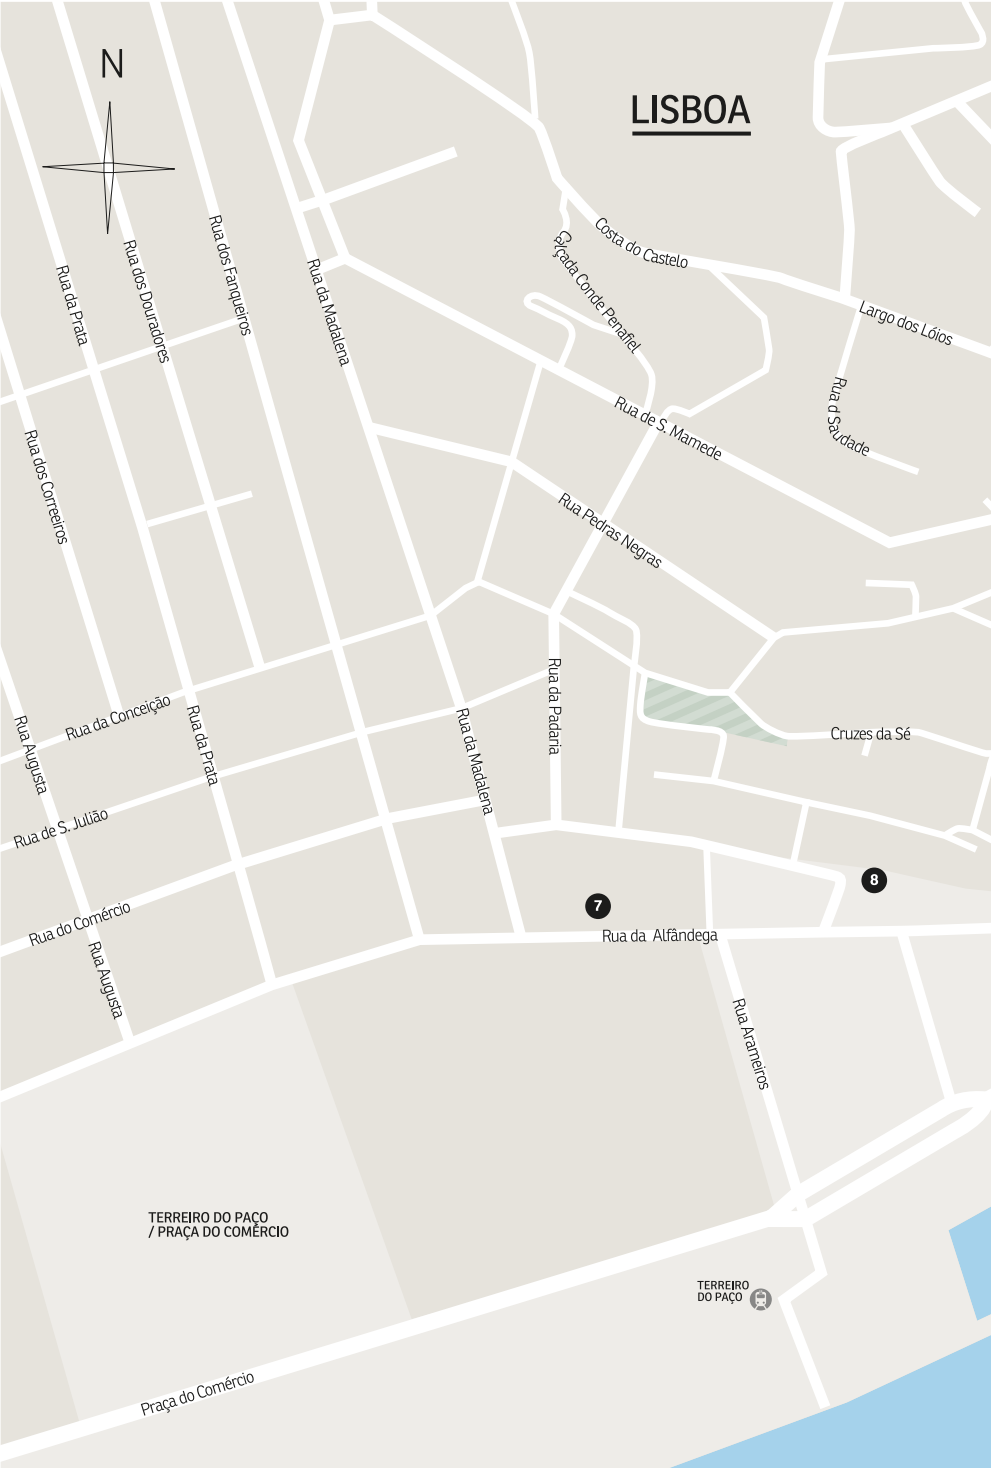 N
LISBOA
Rua da Prata
Rua dos Douradores
Rua dos Fanqueiros
Rua da Madalena
Costa do Castelo
Calçada Conde Penafiel
Largo dos Lóios
Rua d Saudade
Rua de S. Mamede
Rua dos Correeiros
Rua Pedras Negras
Rua da Conceição
Rua da Padaria
Rua Augusta
Rua da Prata
Rua da Madalena
Cruzes da Sé
Rua de S. Julião
8
7
Rua do Comércio
Rua da Alfândega
Rua Augusta
Rua Arameiros
TERREIRO DO PAÇO
/ PRAÇA DO COMÉRCIO
TERREIRO
DO PAÇO
Praça do Comércio